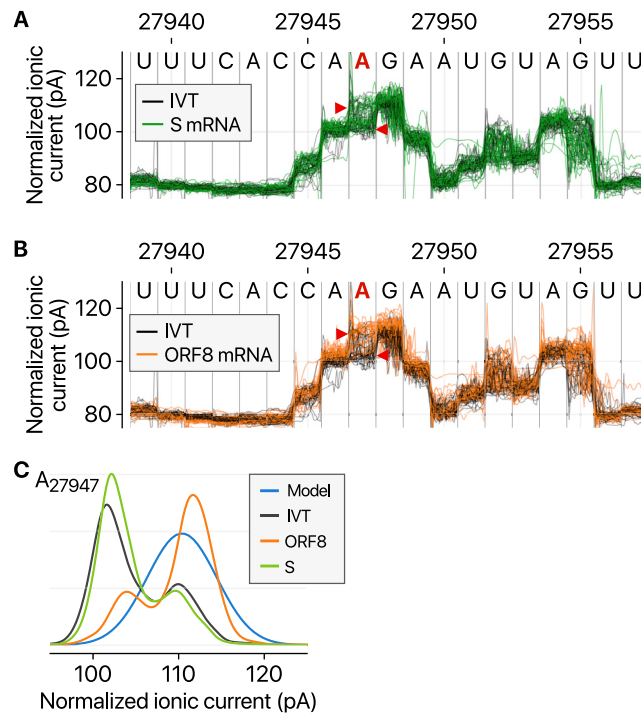 A
27940 27945 27950 27955
U U U C A C C A A G A A U G U A G U U
120
100
80
Normalized ionic
current (pA)
IVT
S mRNA
B
27940 27945 27950 27955
U U U C A C C A A G A A U G U A G U U
120
100
80
Normalized ionic
current (pA)
IVT
ORF8 mRNA
C
A27947
Model
IVT
ORF8
S
100 110 120
Normalized ionic current (pA)